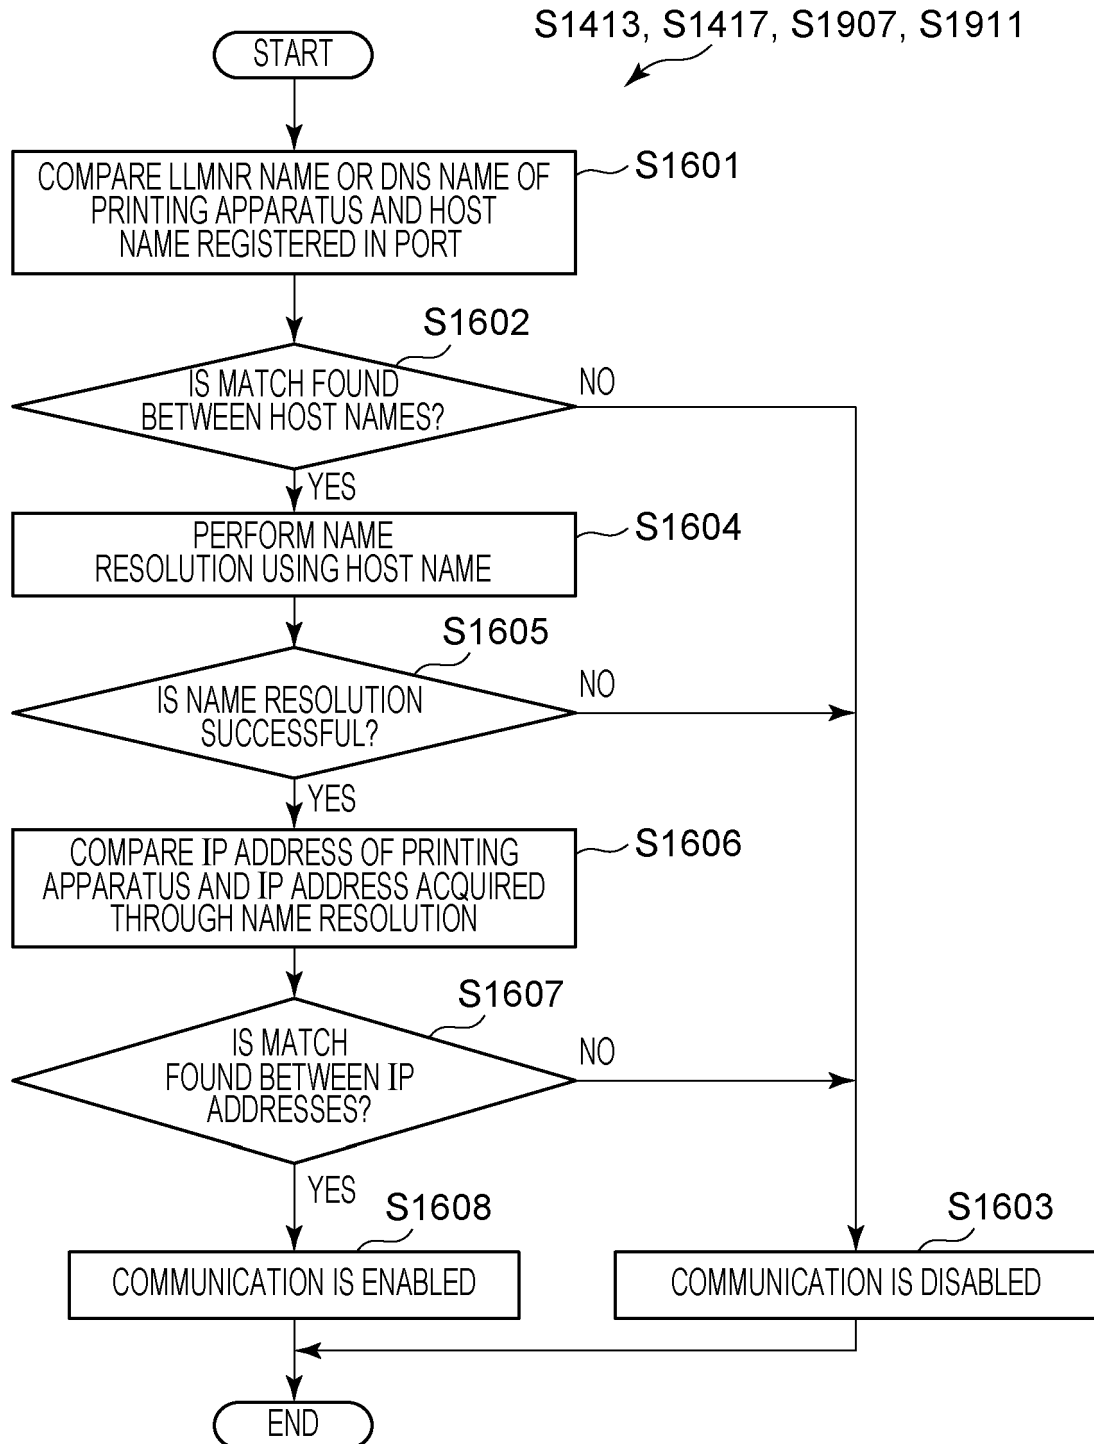 S1413, S1417, S1907, S1911
START
S1601
COMPARE LLMNR NAME OR DNS NAME OF
PRINTING APPARATUS AND HOST
NAME REGISTERED IN PORT
S1602
IS MATCH FOUND
BETWEEN HOST NAMES?
NO
YES
S1604
PERFORM NAME
RESOLUTION USING HOST NAME
S1605
IS NAME RESOLUTION
SUCCESSFUL?
NO
YES
S1606
COMPARE IP ADDRESS OF PRINTING
APPARATUS AND IP ADDRESS ACQUIRED
THROUGH NAME RESOLUTION
S1607
IS MATCH
FOUND BETWEEN IP
ADDRESSES?
NO
YES
S1608
COMMUNICATION IS ENABLED
S1603
COMMUNICATION IS DISABLED
END